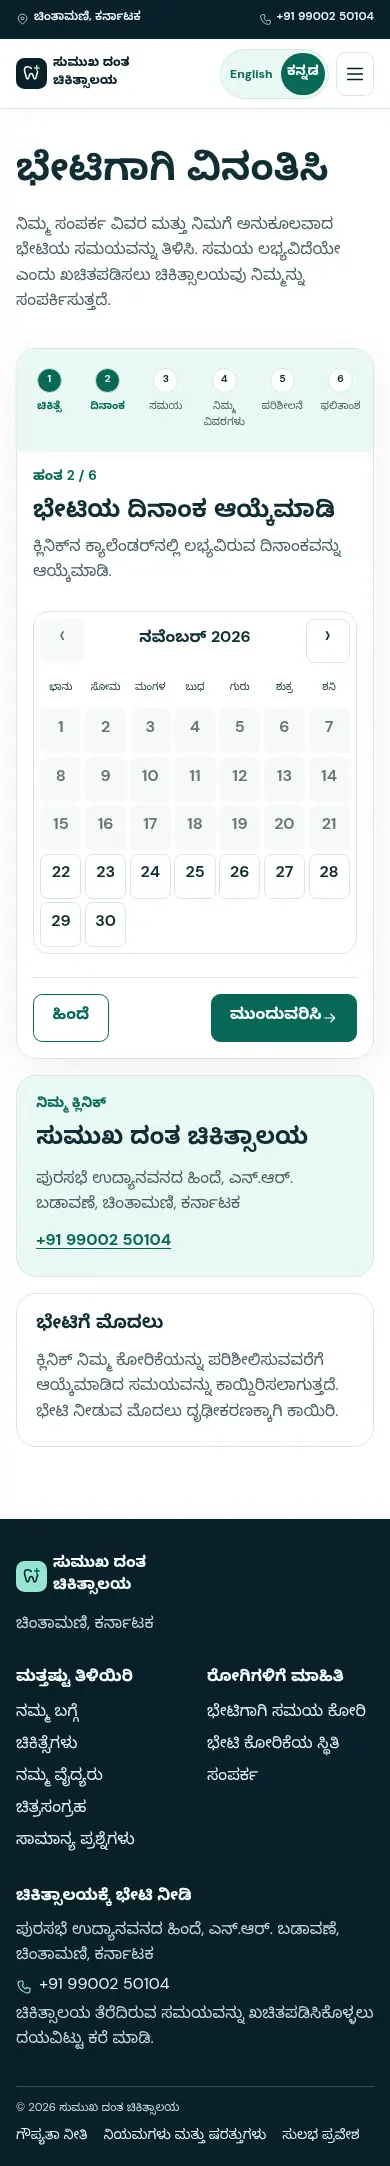 ಚಿಂತಾಮಣಿ, ಕರ್ನಾಟಕ
+91 99002 50104
ಸುಮುಖ ದಂತ
ಚಿಕಿತ್ಸಾಲಯ
English
ಕನ್ನಡ
ಭೇಟಿಗಾಗಿ ವಿನಂತಿಸಿ
ನಿಮ್ಮ ಸಂಪರ್ಕ ವಿವರ ಮತ್ತು ನಿಮಗೆ ಅನುಕೂಲವಾದ
ಭೇಟಿಯ ಸಮಯವನ್ನು ತಿಳಿಸಿ. ಸಮಯ ಲಭ್ಯವಿದೆಯೇ
ಎಂದು ಖಚಿತಪಡಿಸಲು ಚಿಕಿತ್ಸಾಲಯವು ನಿಮ್ಮನ್ನು
ಸಂಪರ್ಕಿಸುತ್ತದೆ.
1 2 3 4 5 6
ಚಿಕಿತ್ಸೆ ದಿನಾಂಕ ಸಮಯ ನಿಮ್ಮ ಪರಿಶೀಲನೆ ಫಲಿತಾಂಶ
ವಿವರಗಳು
ಹಂತ 2 / 6
ಭೇಟಿಯ ದಿನಾಂಕ ಆಯ್ಕೆಮಾಡಿ
ಕ್ಲಿನಿಕ್‌ನ ಕ್ಯಾಲೆಂಡರ್‌ನಲ್ಲಿ ಲಭ್ಯವಿರುವ ದಿನಾಂಕವನ್ನು
ಆಯ್ಕೆಮಾಡಿ.
‹ ನವೆಂಬರ್ 2026 ›
ಭಾನು ಸೋಮ ಮಂಗಳ ಬುಧ ಗುರು ಶುಕ್ರ ಶನಿ
1 2 3 4 5 6 7
8 9 10 11 12 13 14
15 16 17 18 19 20 21
22 23 24 25 26 27 28
29 30
ಹಿಂದೆ
ಮುಂದುವರಿಸಿ →
ನಿಮ್ಮ ಕ್ಲಿನಿಕ್
ಸುಮುಖ ದಂತ ಚಿಕಿತ್ಸಾಲಯ
ಪುರಸಭೆ ಉದ್ಯಾನವನದ ಹಿಂದೆ, ಎನ್.ಆರ್.
ಬಡಾವಣೆ, ಚಿಂತಾಮಣಿ, ಕರ್ನಾಟಕ
+91 99002 50104
ಭೇಟಿಗೆ ಮೊದಲು
ಕ್ಲಿನಿಕ್ ನಿಮ್ಮ ಕೋರಿಕೆಯನ್ನು ಪರಿಶೀಲಿಸುವವರೆಗೆ
ಆಯ್ಕೆಮಾಡಿದ ಸಮಯವನ್ನು ಕಾಯ್ದಿರಿಸಲಾಗುತ್ತದೆ.
ಭೇಟಿ ನೀಡುವ ಮೊದಲು ದೃಢೀಕರಣಕ್ಕಾಗಿ ಕಾಯಿರಿ.
ಸುಮುಖ ದಂತ
ಚಿಕಿತ್ಸಾಲಯ
ಚಿಂತಾಮಣಿ, ಕರ್ನಾಟಕ
ಮತ್ತಷ್ಟು ತಿಳಿಯಿರಿ
ನಮ್ಮ ಬಗ್ಗೆ
ಚಿಕಿತ್ಸೆಗಳು
ನಮ್ಮ ವೈದ್ಯರು
ಚಿತ್ರಸಂಗ್ರಹ
ಸಾಮಾನ್ಯ ಪ್ರಶ್ನೆಗಳು
ರೋಗಿಗಳಿಗೆ ಮಾಹಿತಿ
ಭೇಟಿಗಾಗಿ ಸಮಯ ಕೋರಿ
ಭೇಟಿ ಕೋರಿಕೆಯ ಸ್ಥಿತಿ
ಸಂಪರ್ಕ
ಚಿಕಿತ್ಸಾಲಯಕ್ಕೆ ಭೇಟಿ ನೀಡಿ
ಪುರಸಭೆ ಉದ್ಯಾನವನದ ಹಿಂದೆ, ಎನ್.ಆರ್. ಬಡಾವಣೆ,
ಚಿಂತಾಮಣಿ, ಕರ್ನಾಟಕ
+91 99002 50104
ಚಿಕಿತ್ಸಾಲಯ ತೆರೆದಿರುವ ಸಮಯವನ್ನು ಖಚಿತಪಡಿಸಿಕೊಳ್ಳಲು
ದಯವಿಟ್ಟು ಕರೆ ಮಾಡಿ.
© 2026 ಸುಮುಖ ದಂತ ಚಿಕಿತ್ಸಾಲಯ
ಗೌಪ್ಯತಾ ನೀತಿ ನಿಯಮಗಳು ಮತ್ತು ಷರತ್ತುಗಳು ಸುಲಭ ಪ್ರವೇಶ